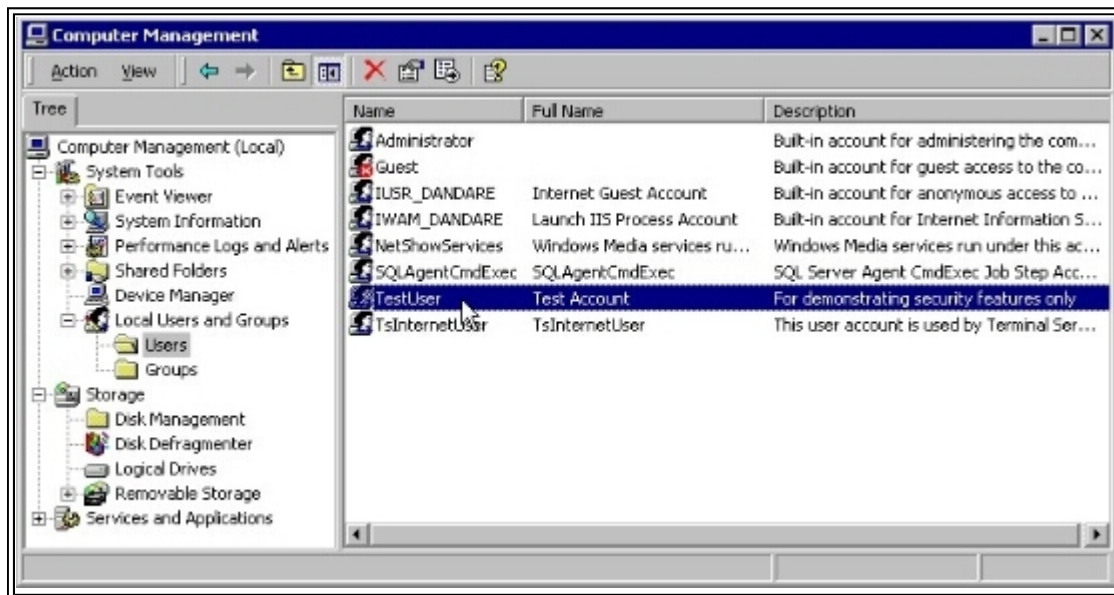 Computer Management
Action View
Tree
Name Full Name Description
Computer Management (Local)
System Tools
Event Viewer
System Information
Performance Logs and Alerts
Shared Folders
Device Manager
Local Users and Groups
Users
Groups
Storage
Disk Management
Disk Defragmenter
Logical Drives
Removable Storage
Services and Applications
Administrator Built-in account for administering the com...
Guest Built-in account for guest access to the co...
IUSR_DANDARE Internet Guest Account Built-in account for anonymous access to ...
IWAM_DANDARE Launch IIS Process Account Built-in account for Internet Information S...
NetShowServices Windows Media services ru... Windows Media services run under this ac...
SQLAgentCmdExec SQLAgentCmdExec SQL Server Agent CmdExec Job Step Acc...
TestUser Test Account For demonstrating security features only
TsInternetUser TsInternetUser This user account is used by Terminal Ser...